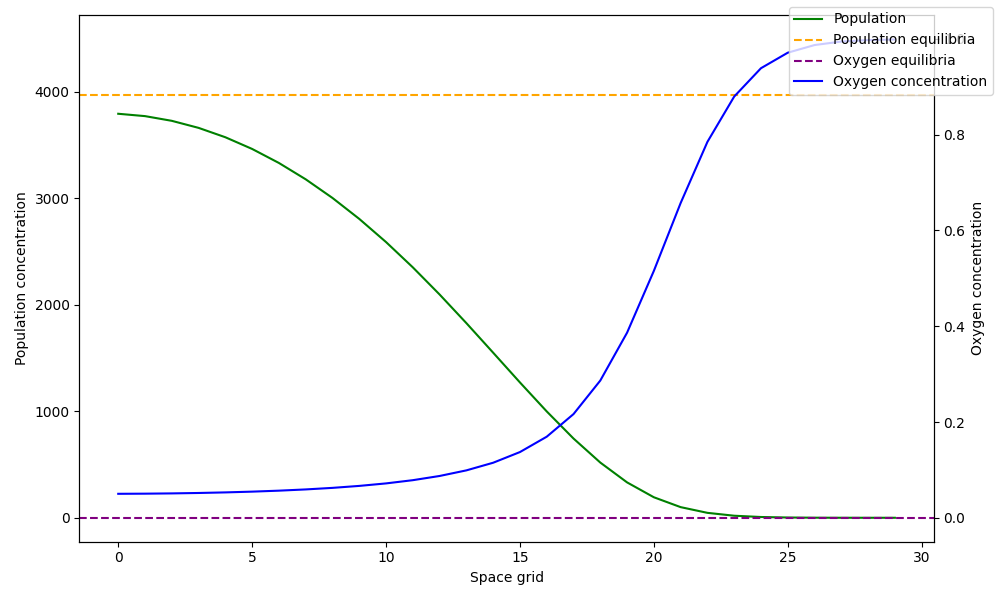 Population
Population equilibria
Oxygen equilibria
Oxygen concentration
4000
3000
2000
1000
0
Population concentration
0.8
0.6
0.4
0.2
0.0
Oxygen concentration
0
5
10
15
20
25
30
Space grid